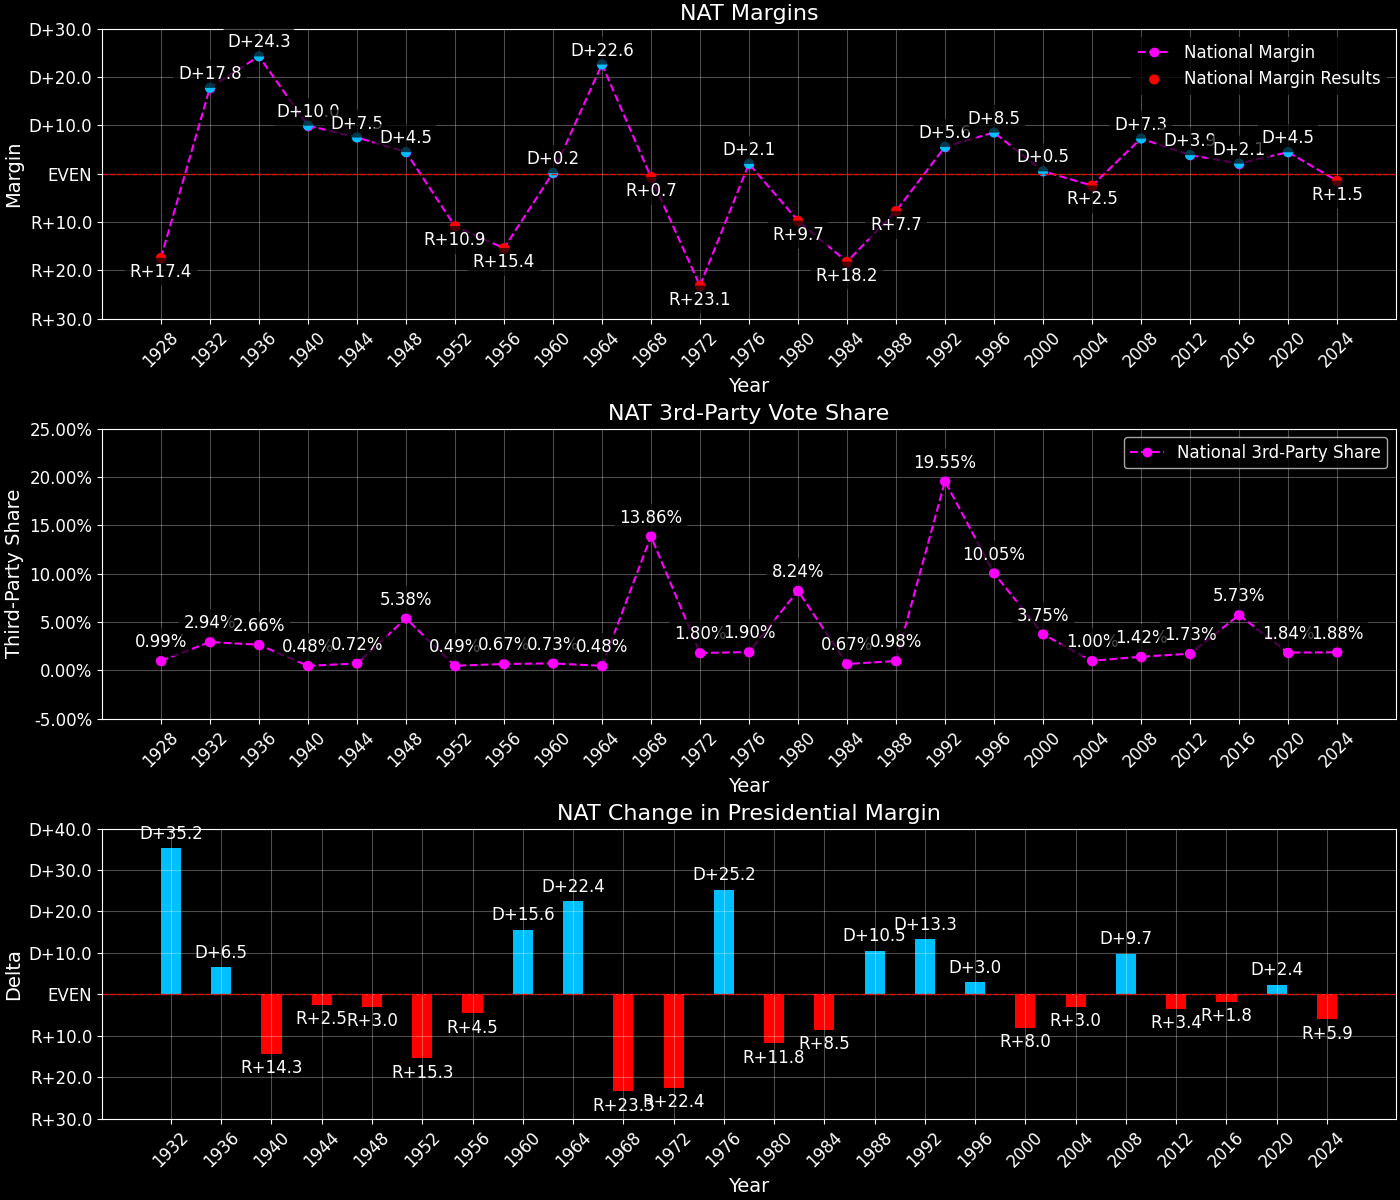 NAT Margins
D+30.0
D+20.0
D+10.0
EVEN
R+10.0
R+20.0
R+30.0
Margin
R+17.4
D+17.8
D+24.3
D+10.0
D+7.5
D+4.5
R+10.9
R+15.4
D+0.2
D+22.6
R+0.7
R+23.1
D+2.1
R+9.7
R+18.2
R+7.7
D+5.6
D+8.5
D+0.5
R+2.5
D+7.3
D+3.9
D+2.1
D+4.5
R+1.5
National Margin
National Margin Results
1928 1932 1936 1940 1944 1948 1952 1956 1960 1964 1968 1972 1976 1980 1984 1988 1992 1996 2000 2004 2008 2012 2016 2020 2024
Year
NAT 3rd-Party Vote Share
25.00%
20.00%
15.00%
10.00%
5.00%
0.00%
-5.00%
Third-Party Share
0.99%
2.94%
2.66%
0.48%
0.72%
5.38%
0.49%
0.67%
0.73%
0.48%
13.86%
1.80%
1.90%
8.24%
0.67%
0.98%
19.55%
10.05%
3.75%
1.00%
1.42%
1.73%
5.73%
1.84%
1.88%
National 3rd-Party Share
1928 1932 1936 1940 1944 1948 1952 1956 1960 1964 1968 1972 1976 1980 1984 1988 1992 1996 2000 2004 2008 2012 2016 2020 2024
Year
NAT Change in Presidential Margin
D+40.0
D+30.0
D+20.0
D+10.0
EVEN
R+10.0
R+20.0
R+30.0
Delta
D+35.2
D+6.5
R+14.3
R+2.5
R+3.0
R+15.3
R+4.5
D+15.6
D+22.4
R+23.3
R+22.4
D+25.2
R+11.8
R+8.5
D+10.5
D+13.3
D+3.0
R+8.0
R+3.0
D+9.7
R+3.4
R+1.8
D+2.4
R+5.9
1932 1936 1940 1944 1948 1952 1956 1960 1964 1968 1972 1976 1980 1984 1988 1992 1996 2000 2004 2008 2012 2016 2020 2024
Year